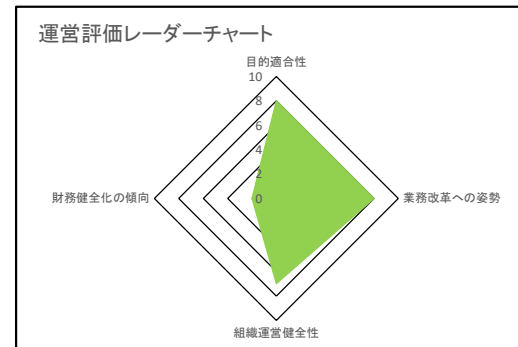 運営評価レーダーチャート
目的適合性
10
8
6
4
2
0
財務健全化の傾向
業務改革への姿勢
組織運営健全性